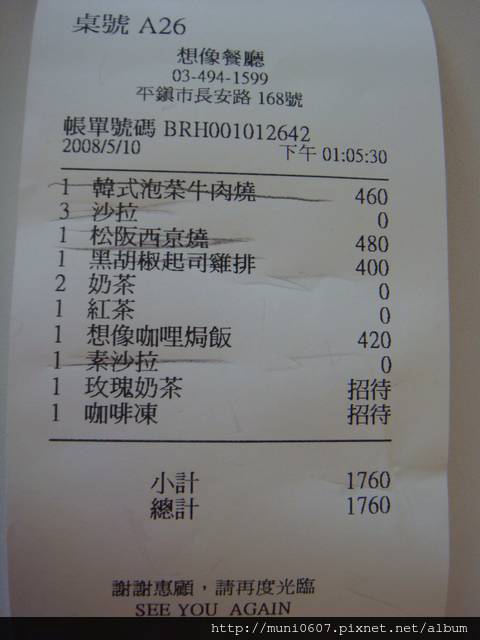 桌號 A26
想像餐廳
03-494-1599
平鎮市長安路 168號
帳單號碼 BRH001012642
2008/5/10 下午 01:05:30
1 韓式泡菜牛肉燒 460
3 沙拉 0
1 松阪西京燒 480
1 黑胡椒起司雞排 400
2 奶茶 0
1 紅茶 0
1 想像咖哩焗飯 420
1 素沙拉 0
1 玫瑰奶茶 招待
1 咖啡凍 招待
小計 1760
總計 1760
謝謝惠顧，請再度光臨
SEE YOU AGAIN
http://muni0607.pixnet.net/album